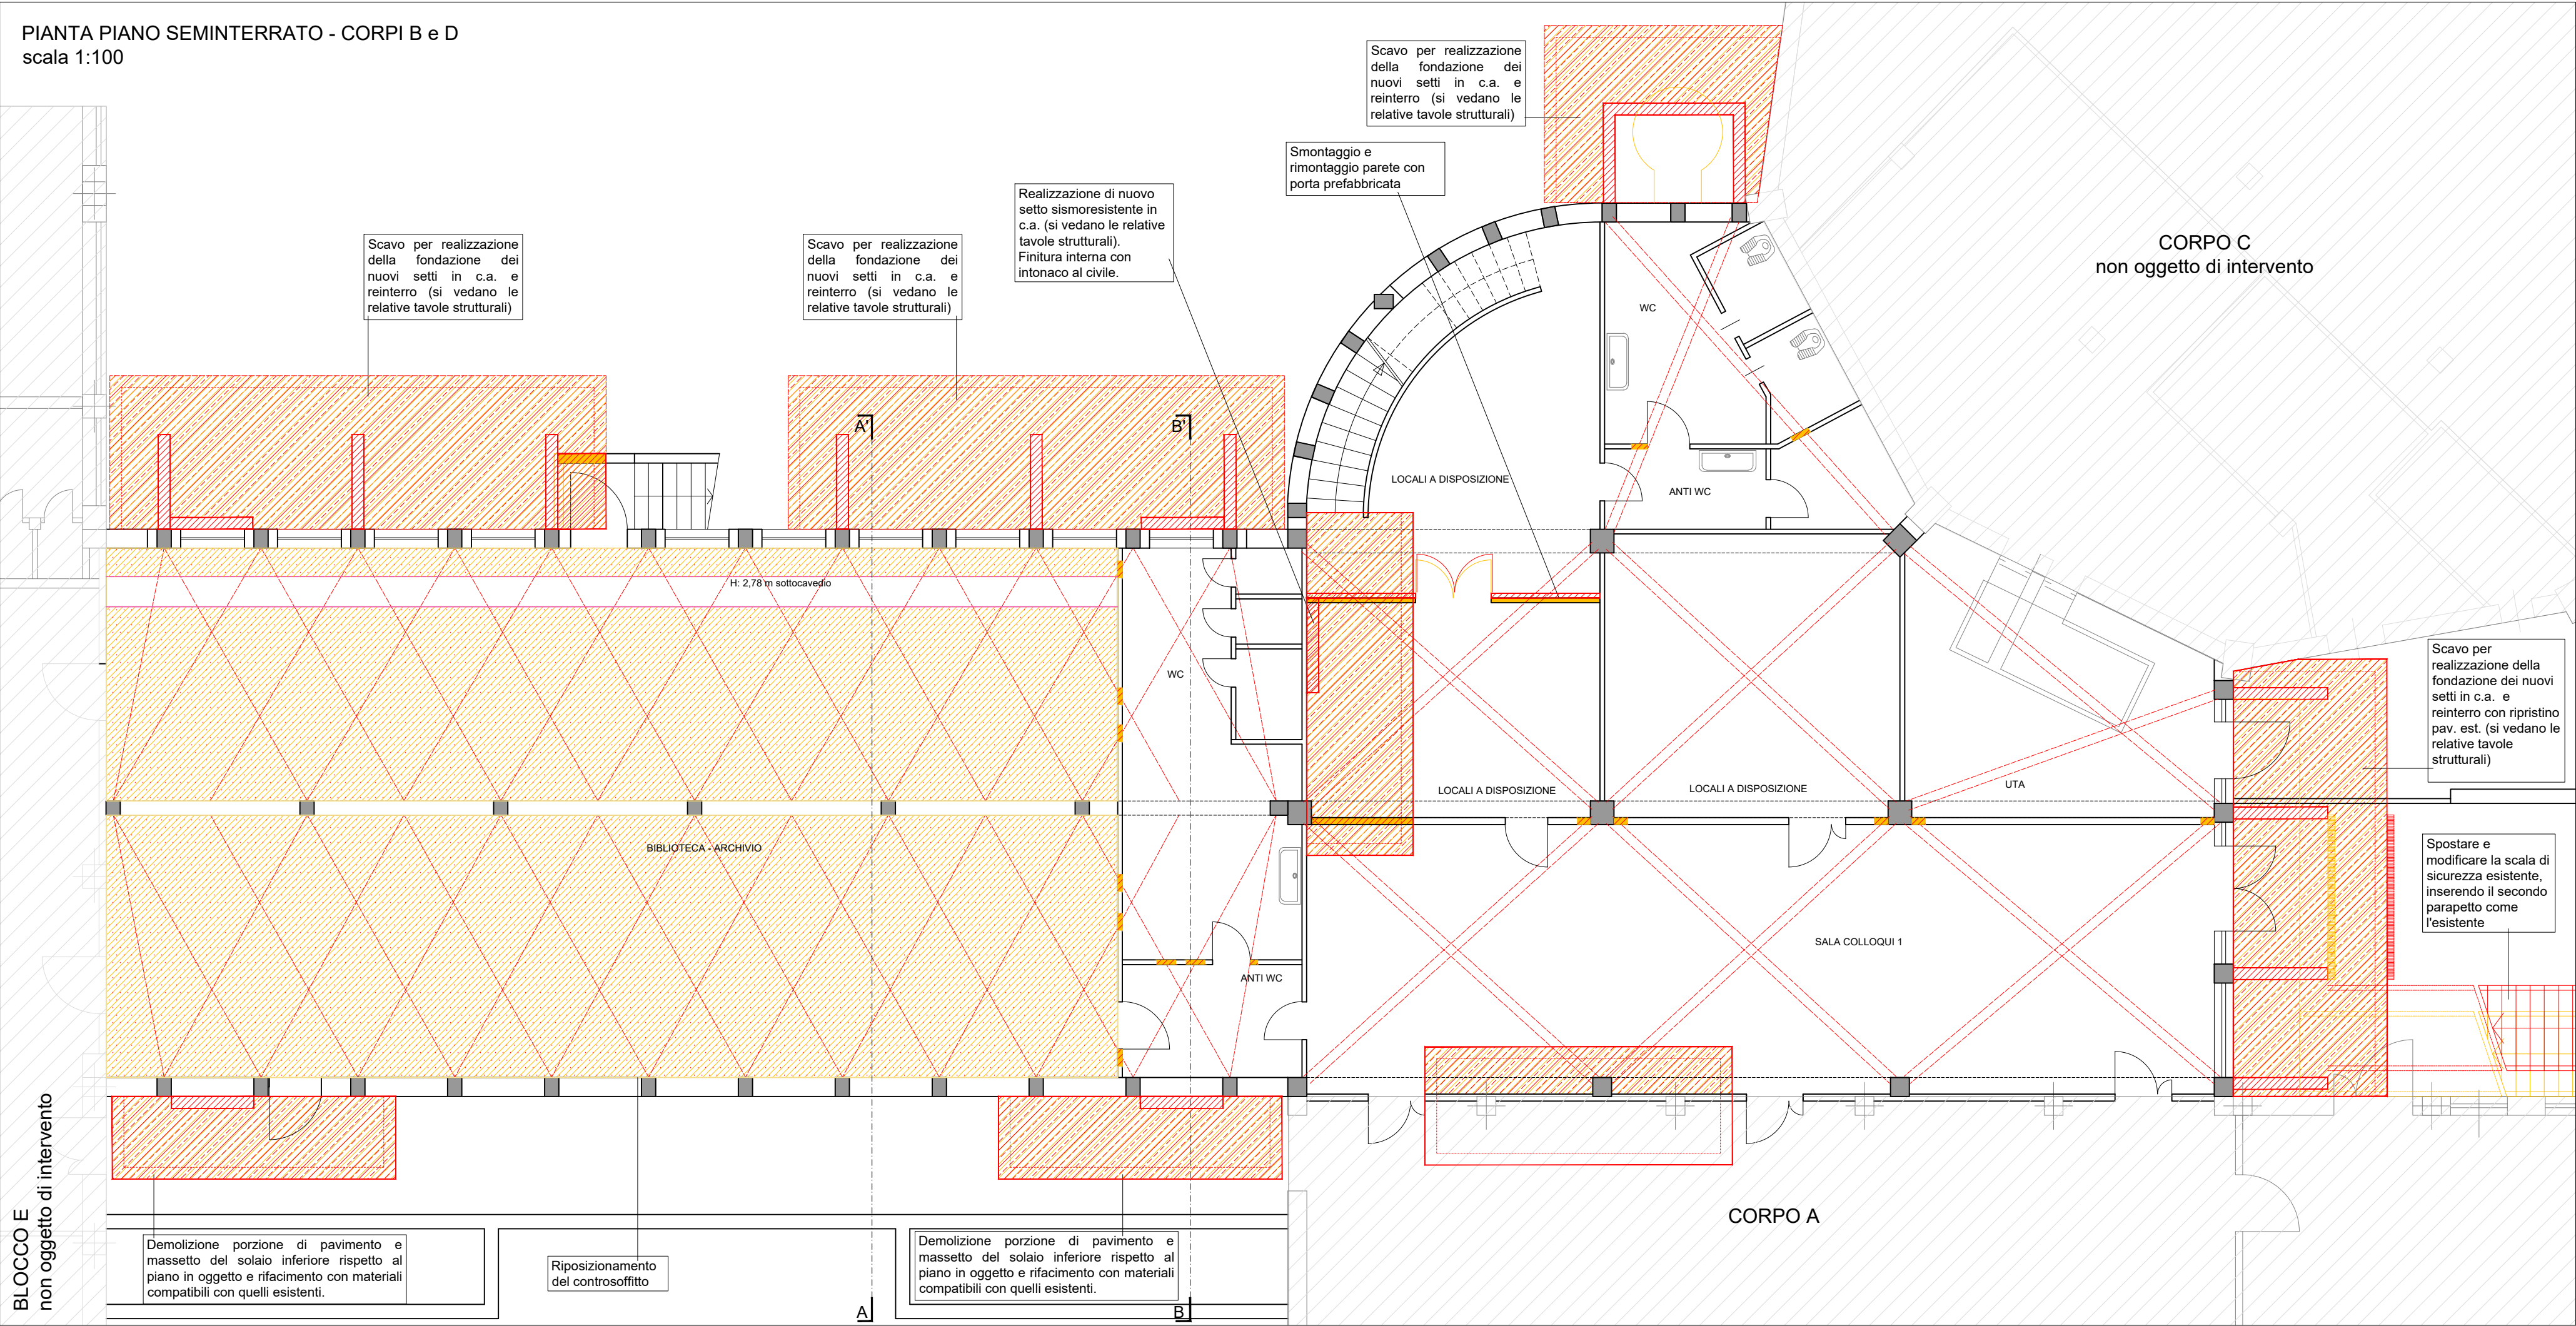 PIANTA PIANO SEMINTERRATO - CORPI B e D
scala 1:100
Scavo per realizzazione
della fondazione dei
nuovi setti in c.a. e
reinterro (si vedano le
relative tavole strutturali)
Smontaggio e
rimontaggio parete con
porta prefabbricata
Realizzazione di nuovo
setto sismoresistente in
c.a. (si vedano le relative
tavole strutturali).
Finitura interna con
intonaco al civile.
Scavo per realizzazione
della fondazione dei
nuovi setti in c.a. e
reinterro (si vedano le
relative tavole strutturali)
Scavo per realizzazione
della fondazione dei
nuovi setti in c.a. e
reinterro (si vedano le
relative tavole strutturali)
CORPO C
non oggetto di intervento
WC
A'
B'
LOCALI A DISPOSIZIONE
ANTI WC
H: 2,78 m sottocavedio
WC
Scavo per
realizzazione della
fondazione dei nuovi
setti in c.a. e
reinterro con ripristino
pav. est. (si vedano le
relative tavole
strutturali)
LOCALI A DISPOSIZIONE
LOCALI A DISPOSIZIONE
UTA
BIBLIOTECA - ARCHIVIO
Spostare e
modificare la scala di
sicurezza esistente,
inserendo il secondo
parapetto come
l'esistente
SALA COLLOQUI 1
ANTI WC
BLOCCO E
non oggetto di intervento
CORPO A
Demolizione porzione di pavimento e
massetto del solaio inferiore rispetto al
piano in oggetto e rifacimento con materiali
compatibili con quelli esistenti.
Riposizionamento
del controsoffitto
Demolizione porzione di pavimento e
massetto del solaio inferiore rispetto al
piano in oggetto e rifacimento con materiali
compatibili con quelli esistenti.
A
B